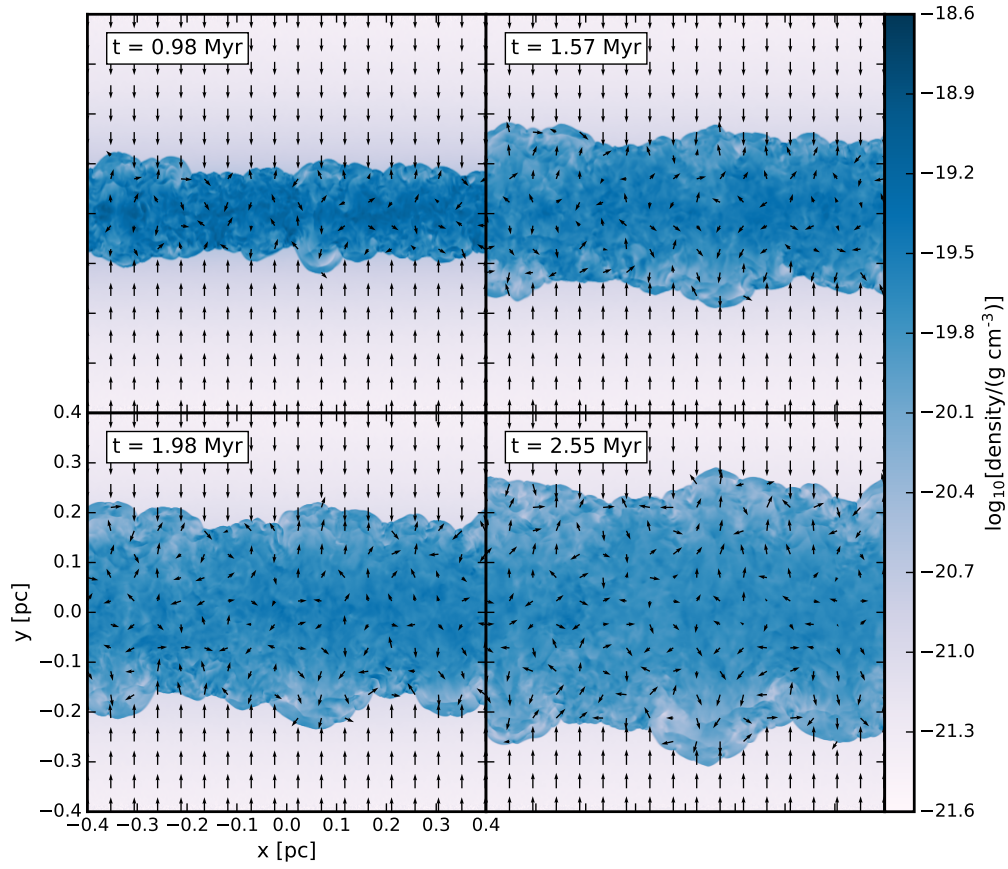 t = 0.98 Myr
t = 1.57 Myr
t = 1.98 Myr
t = 2.55 Myr
0.4
0.3
0.2
0.1
0.0
−0.1
−0.2
−0.3
−0.4
y [pc]
−0.4 −0.3 −0.2 −0.1 0.0 0.1 0.2 0.3 0.4
x [pc]
−18.6
−18.9
−19.2
−19.5
−19.8
−20.1
−20.4
−20.7
−21.0
−21.3
−21.6
log10[density/(g cm-3)]